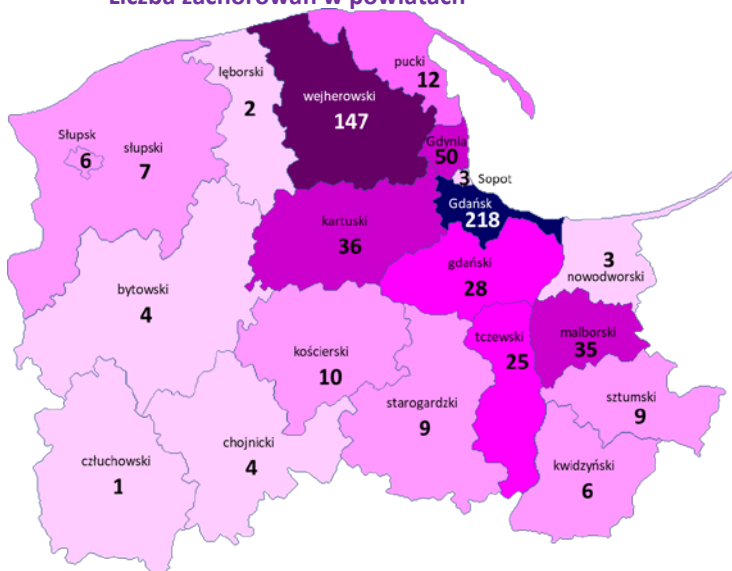 Liczba zachorowań w powiatach
pucki
12
lęborski
2
wejherowski
147
Słupsk
6
słupski
7
Gdynia
50
3 Sopot
Gdańsk
218
kartuski
36
gdański
28
3
nowodworski
bytowski
4
tczewski
25
malborski
35
kościerski
10
starogardzki
9
sztumski
9
człuchowski
1
chojnicki
4
kwidzyński
6